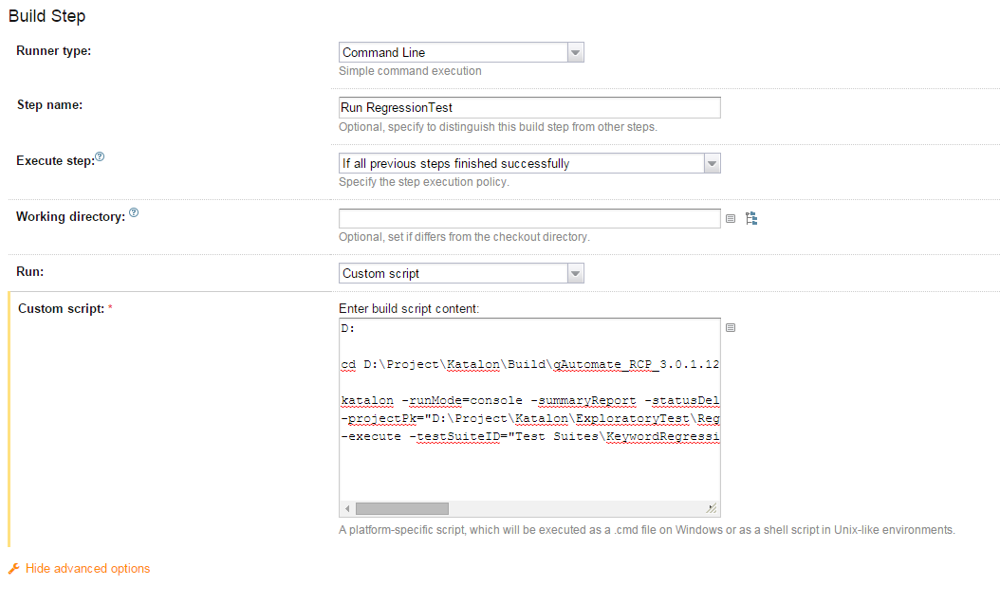 Build Step
Runner type:
Command Line
Simple command execution
Step name:
Run RegressionTest
Optional, specify to distinguish this build step from other steps.
Execute step:
If all previous steps finished successfully
Specify the step execution policy.
Working directory:
Optional, set if differs from the checkout directory.
Run:
Custom script
Custom script: *
Enter build script content:
D:
cd D:\Project\Katalon\Build\qAutomate_RCP_3.0.1.12
katalon -runMode=console -summaryReport -statusDel
-projectPk="D:\Project\Katalon\ExploratoryTest\Reg
-execute -testSuiteID="Test Suites\KeywordRegressi
A platform-specific script, which will be executed as a .cmd file on Windows or as a shell script in Unix-like environments.
Hide advanced options